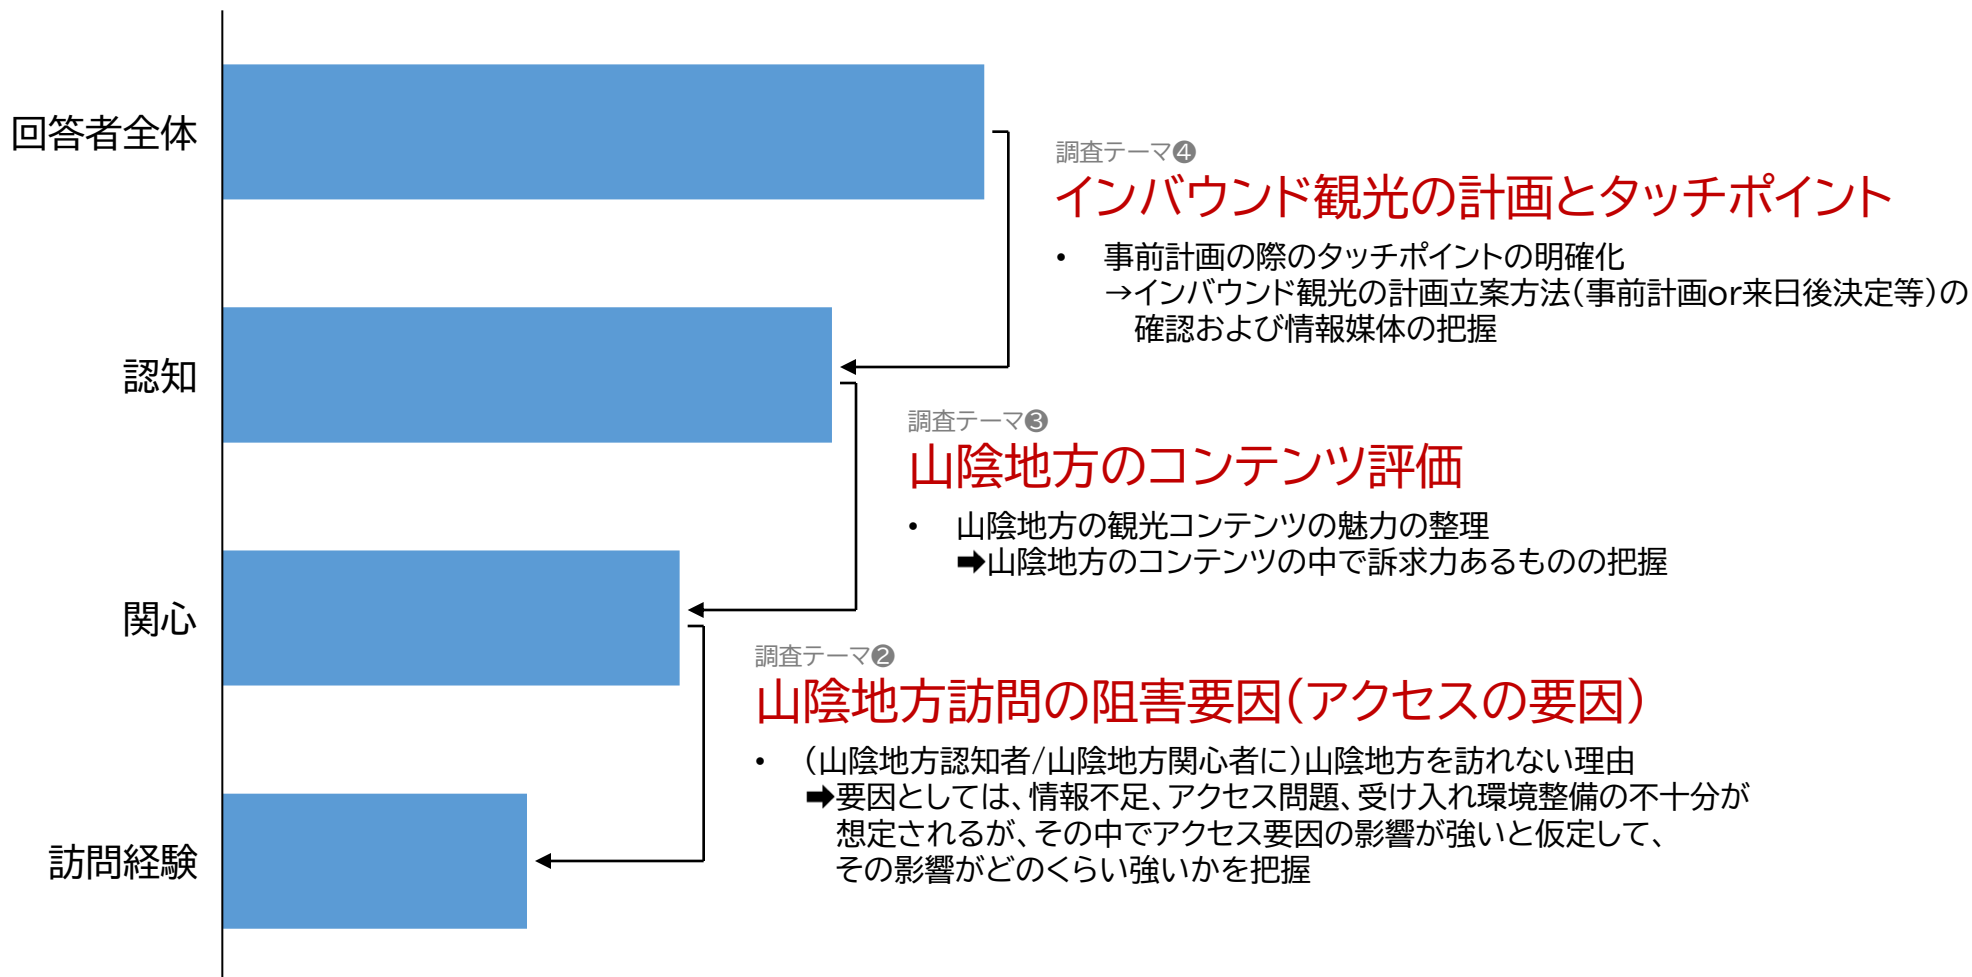 回答者全体
調査テーマ❹
インバウンド観光の計画とタッチポイント
• 事前計画の際のタッチポイントの明確化
→インバウンド観光の計画立案方法（事前計画or来日後決定等）の
確認および情報媒体の把握
認知
調査テーマ❸
山陰地方のコンテンツ評価
• 山陰地方の観光コンテンツの魅力の整理
➡山陰地方のコンテンツの中で訴求力あるものの把握
関心
調査テーマ❷
山陰地方訪問の阻害要因（アクセスの要因）
• （山陰地方認知者/山陰地方関心者に）山陰地方を訪れない理由
➡要因としては、情報不足、アクセス問題、受け入れ環境整備の不十分が
想定されるが、その中でアクセス要因の影響が強いと仮定して、
その影響がどのくらい強いかを把握
訪問経験